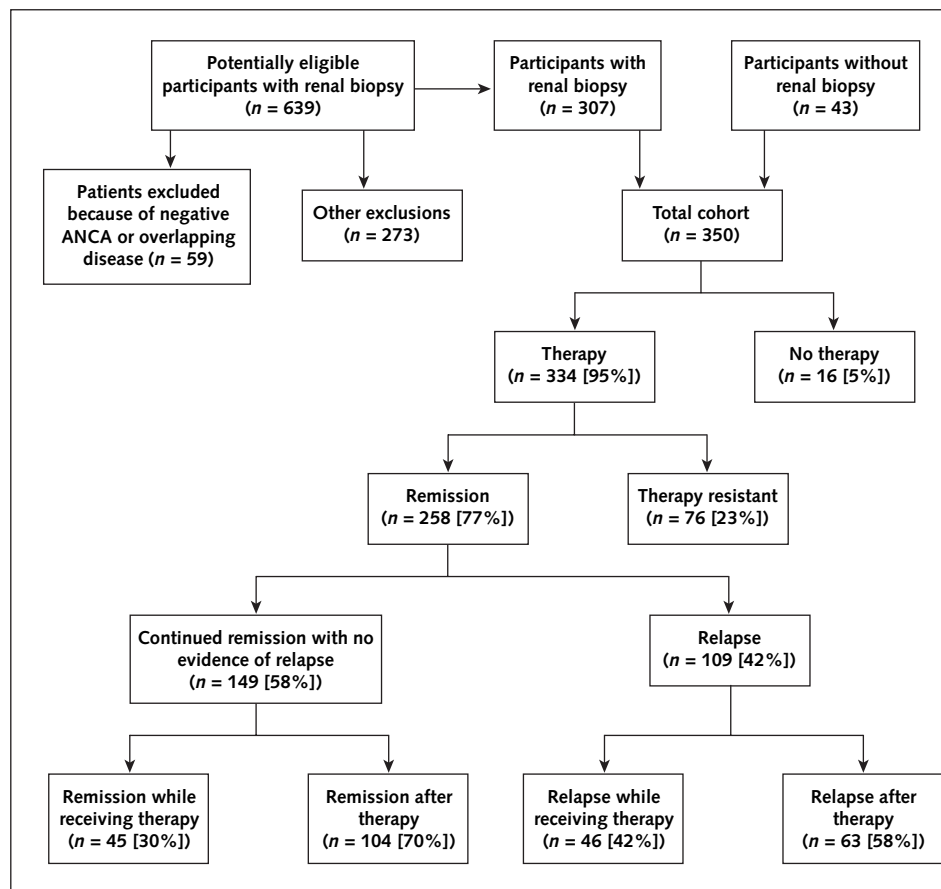 Potentially eligible
participants with renal biopsy
(n = 639)
Participants with
renal biopsy
(n = 307)
Participants without
renal biopsy
(n = 43)
Patients excluded
because of negative
ANCA or overlapping
disease (n = 59)
Other exclusions
(n = 273)
Total cohort
(n = 350)
Therapy
(n = 334 [95%])
No therapy
(n = 16 [5%])
Remission
(n = 258 [77%])
Therapy resistant
(n = 76 [23%])
Continued remission with no
evidence of relapse
(n = 149 [58%])
Relapse
(n = 109 [42%])
Remission while
receiving therapy
(n = 45 [30%])
Remission after
therapy
(n = 104 [70%])
Relapse while
receiving therapy
(n = 46 [42%])
Relapse after
therapy
(n = 63 [58%])